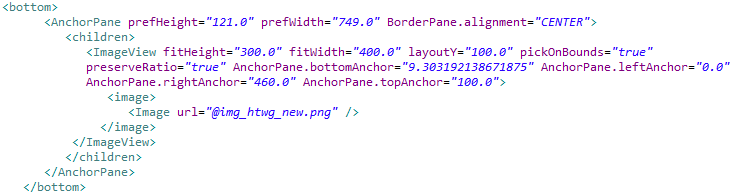 <bottom>
<AnchorPane prefHeight="121.0" prefWidth="749.0" BorderPane.alignment="CENTER">
<children>
<ImageView fitHeight="300.0" fitWidth="400.0" layoutY="100.0" pickOnBounds="true"
preserveRatio="true" AnchorPane.bottomAnchor="9.303192138671875" AnchorPane.leftAnchor="0.0"
AnchorPane.rightAnchor="460.0" AnchorPane.topAnchor="100.0">
<image>
<Image url="@img_htwg_new.png" />
</image>
</ImageView>
</children>
</AnchorPane>
</bottom>